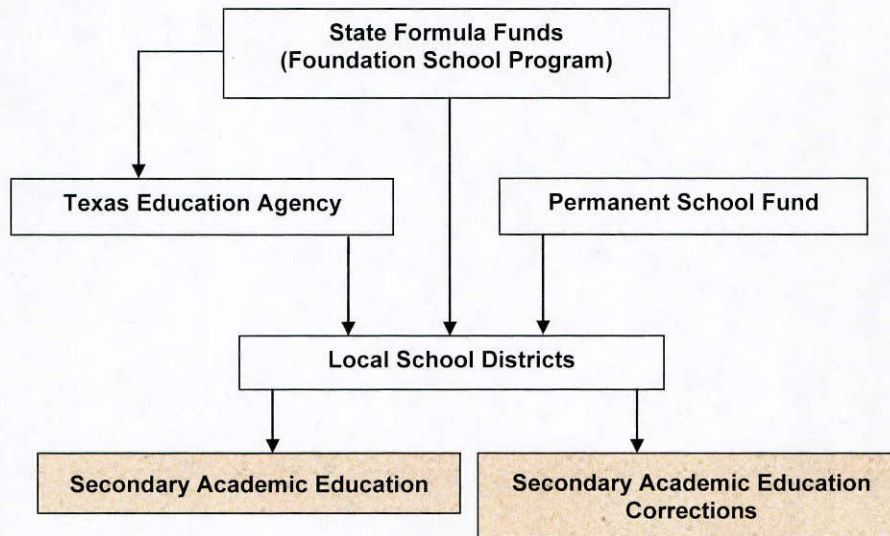 State Formula Funds
(Foundation School Program)
Texas Education Agency
Permanent School Fund
Local School Districts
Secondary Academic Education
Secondary Academic Education
Corrections